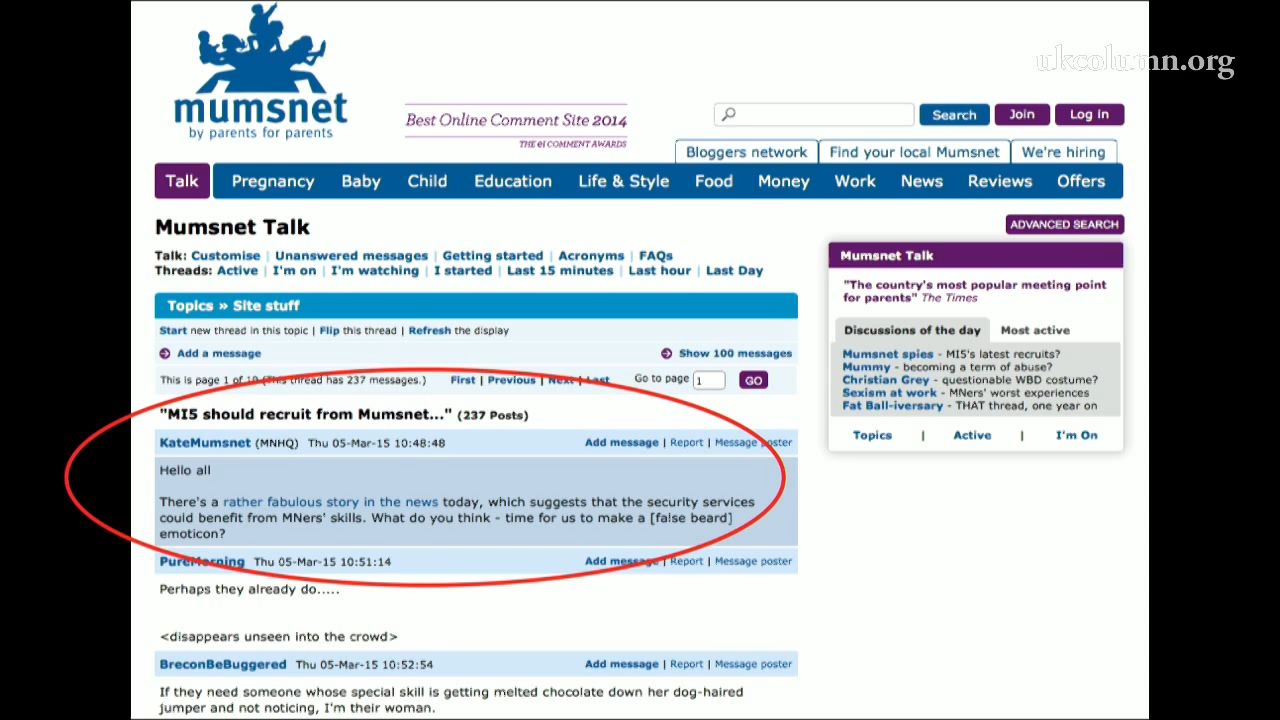 ukcolumn.org
mumsnet
by parents for parents
Best Online Comment Site 2014
THE ei COMMENT AWARDS
Search
Join
Log in
Bloggers network
Find your local Mumsnet
We're hiring
Talk
Pregnancy
Baby
Child
Education
Life & Style
Food
Money
Work
News
Reviews
Offers
Mumsnet Talk
ADVANCED SEARCH
Talk: Customise | Unanswered messages | Getting started | Acronyms | FAQs
Threads: Active | I'm on | I'm watching | I started | Last 15 minutes | Last hour | Last Day
Topics » Site stuff
Start new thread in this topic | Flip this thread | Refresh the display
Add a message
Show 100 messages
This is page 1 of 10 (This thread has 237 messages.)
First | Previous | Next | Last
Go to page 1 GO
"MI5 should recruit from Mumsnet..." (237 Posts)
KateMumsnet (MNHQ) Thu 05-Mar-15 10:48:48
Add message | Report | Message poster
Hello all
There's a rather fabulous story in the news today, which suggests that the security services
could benefit from MNers' skills. What do you think - time for us to make a [false beard]
emoticon?
PureMorning Thu 05-Mar-15 10:51:14
Add message | Report | Message poster
Perhaps they already do.....
<disappears unseen into the crowd>
BreconBeBuggered Thu 05-Mar-15 10:52:54
Add message | Report | Message poster
If they need someone whose special skill is getting melted chocolate down her dog-haired
jumper and not noticing, I'm their woman.
Mumsnet Talk
"The country's most popular meeting point
for parents" The Times
Discussions of the day
Most active
Mumsnet spies - MI5's latest recruits?
Mummy - becoming a term of abuse?
Christian Grey - questionable WBD costume?
Sexism at work - MNers' worst experiences
Fat Ball-iversary - THAT thread, one year on
Topics | Active | I'm On